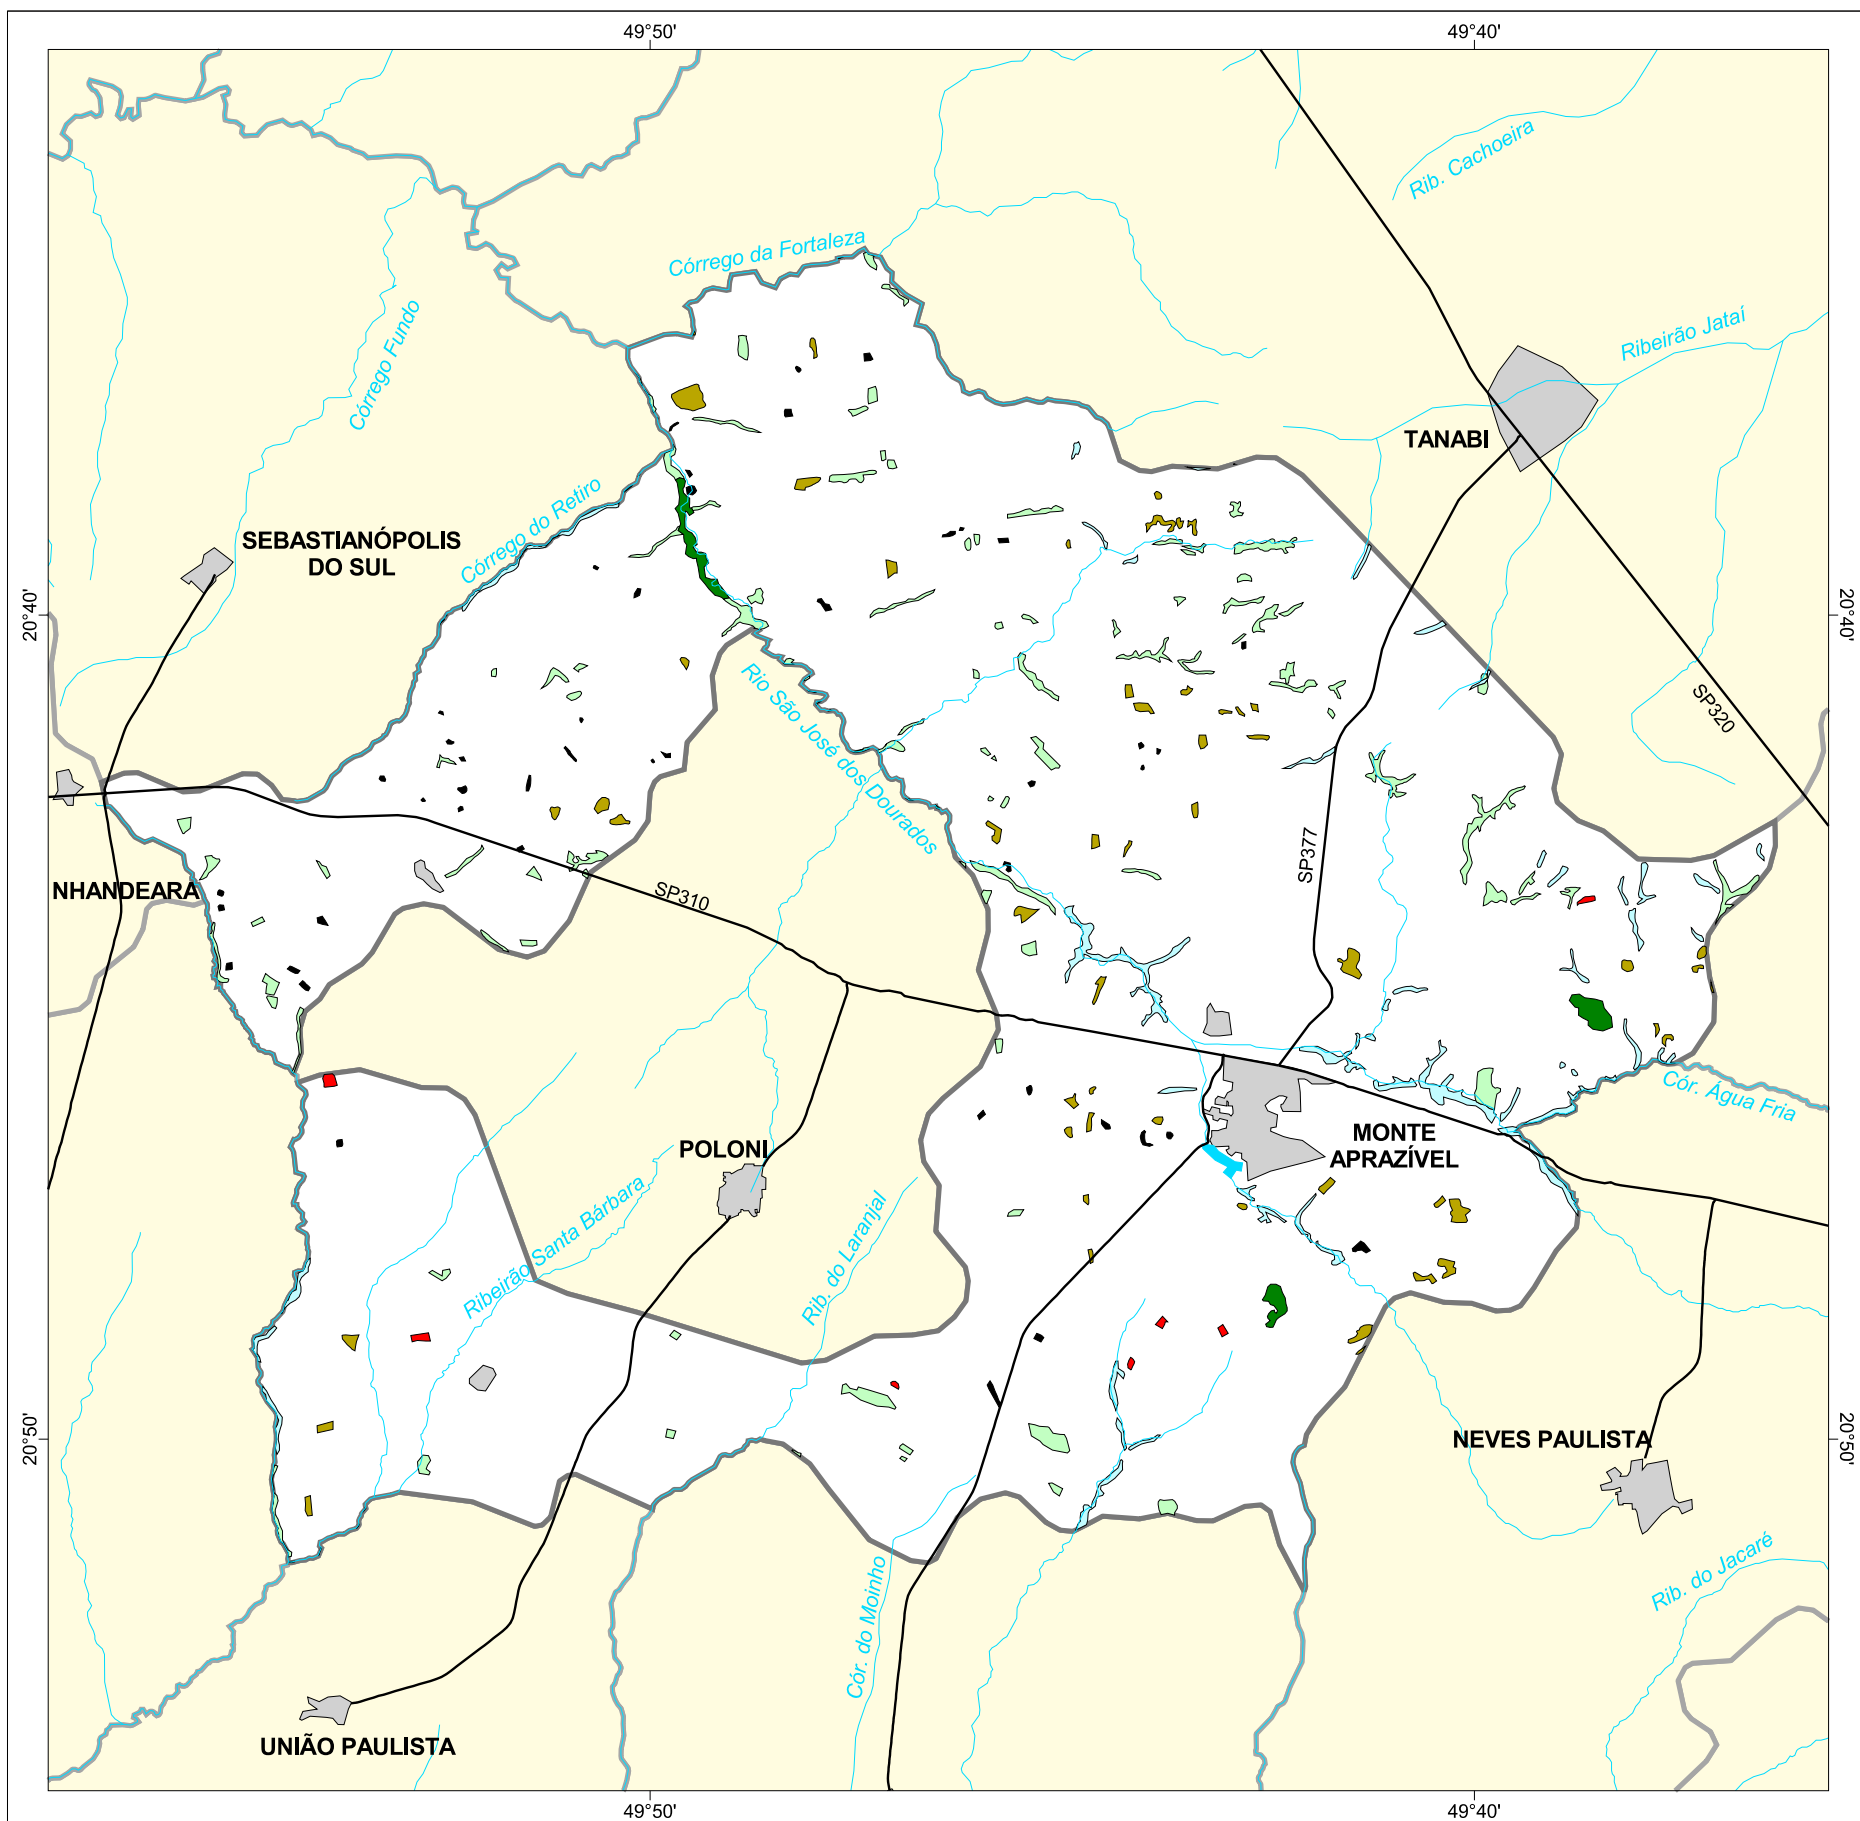 49°50'
49°40'
Rib. Cachoeira
Córrego da Fortaleza
Ribeirão Jataí
Córrego Fundo
TANABI
Córrego do Retiro
SEBASTIANÓPOLIS
DO SUL
20°40'
20°40'
Rio São José dos Dourados
SP320
SP377
NHANDEARA
SP310
Cór. Água Fria
MONTE
APRAZÍVEL
POLONI
Ribeirão Santa Bárbara
Rib. do Laranjal
20°50'
NEVES PAULISTA
20°50'
Cór. do Moinho
Rib. do Jacaré
UNIÃO PAULISTA
49°50'
49°40'